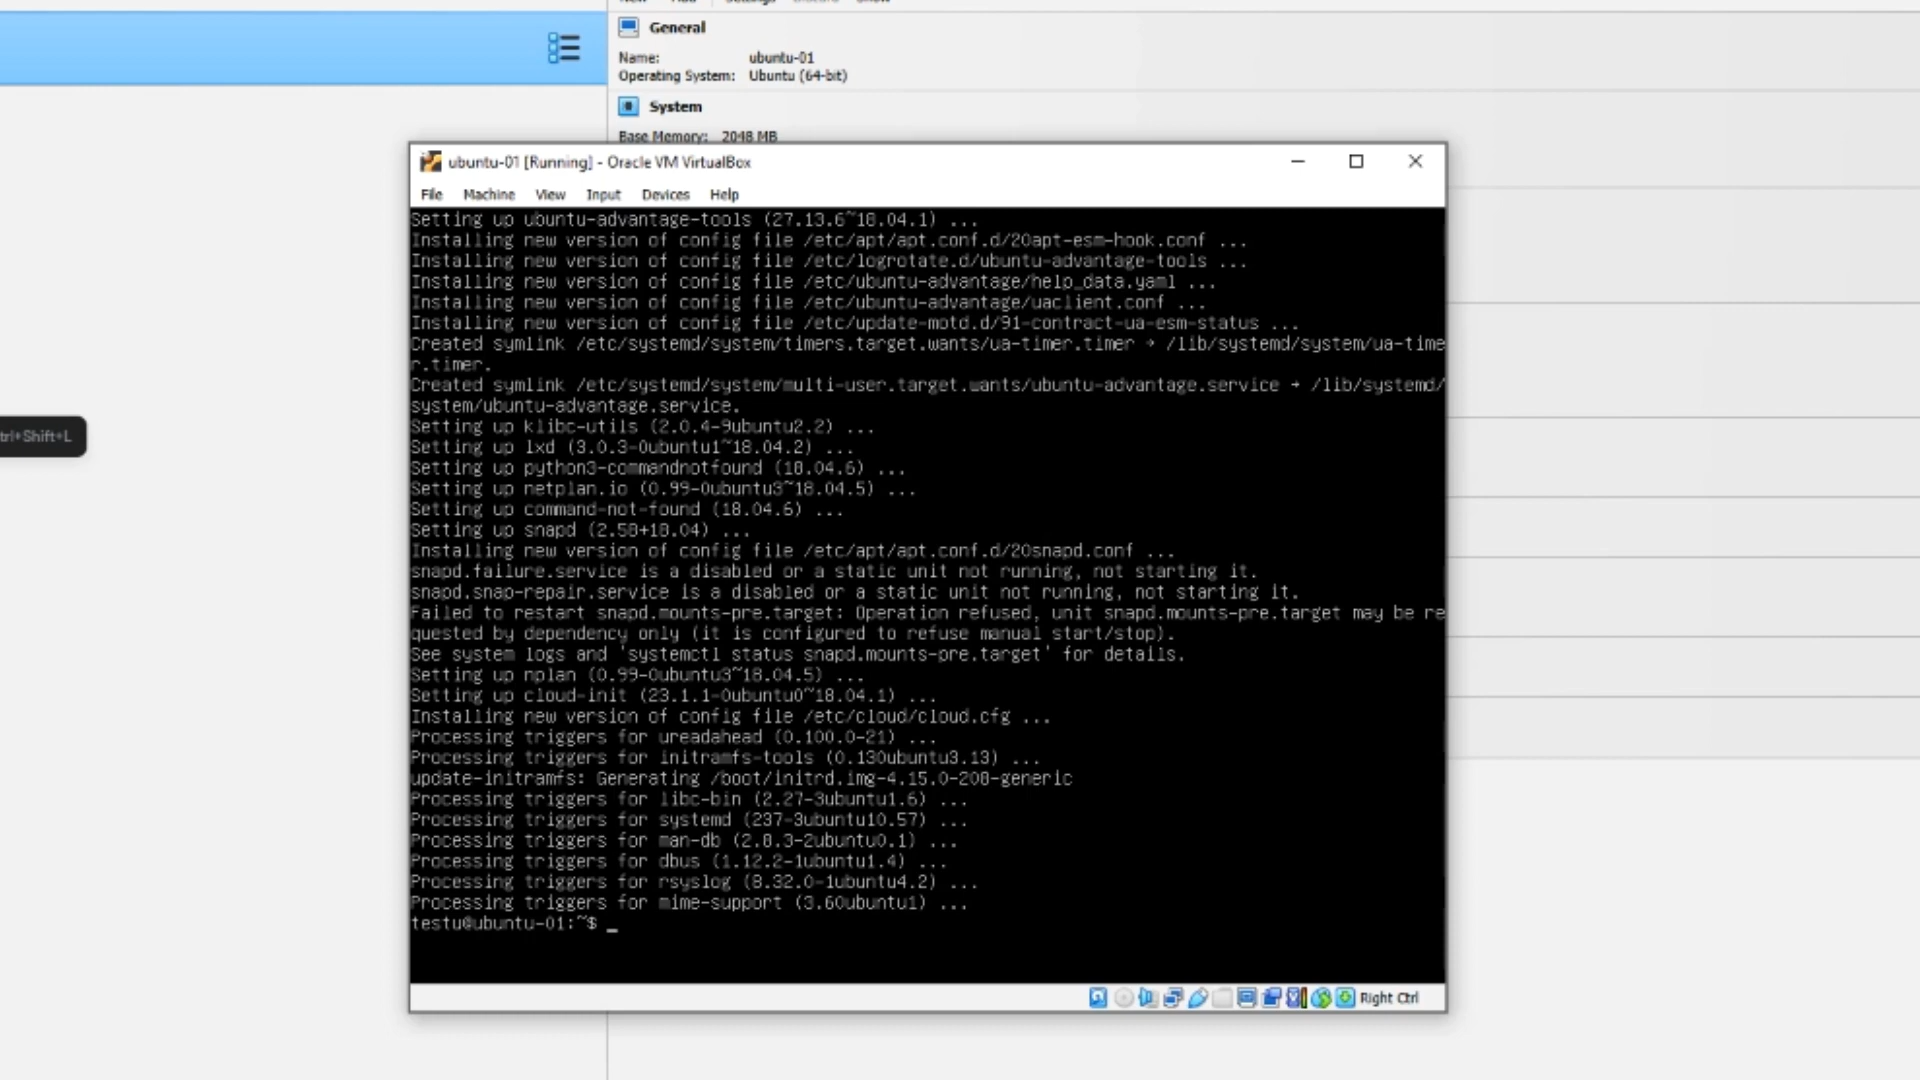 General
Name: ubuntu-01
Operating System: Ubuntu (64-bit)
System
Base Memory: 2048 MB
trl+Shift+L
ubuntu-01 [Running] - Oracle VM VirtualBox
File Machine View Input Devices Help
Setting up ubuntu-advantage-tools (27.13.6~18.04.1) ...
Installing new version of config file /etc/apt/apt.conf.d/20apt-esm-hook.conf ...
Installing new version of config file /etc/logrotate.d/ubuntu-advantage-tools ...
Installing new version of config file /etc/ubuntu-advantage/help_data.yaml ...
Installing new version of config file /etc/ubuntu-advantage/uaclient.conf ...
Installing new version of config file /etc/update-motd.d/91-contract-ua-esm-status ...
Created symlink /etc/systemd/system/timers.target.wants/ua-timer.timer → /lib/systemd/system/ua-time
r.timer.
Created symlink /etc/systemd/system/multi-user.target.wants/ubuntu-advantage.service → /lib/systemd/
system/ubuntu-advantage.service.
Setting up klibc-utils (2.0.4-9ubuntu2.2) ...
Setting up lxd (3.0.3-0ubuntu1~18.04.2) ...
Setting up python3-commandnotfound (18.04.6) ...
Setting up netplan.io (0.99-0ubuntu3~18.04.5) ...
Setting up command-not-found (18.04.6) ...
Setting up snapd (2.58+18.04) ...
Installing new version of config file /etc/apt/apt.conf.d/20snapd.conf ...
snapd.failure.service is a disabled or a static unit not running, not starting it.
snapd.snap-repair.service is a disabled or a static unit not running, not starting it.
Failed to restart snapd.mounts-pre.target: Operation refused, unit snapd.mounts-pre.target may be re
quested by dependency only (it is configured to refuse manual start/stop).
See system logs and 'systemctl status snapd.mounts-pre.target' for details.
Setting up nplan (0.99-0ubuntu3~18.04.5) ...
Setting up cloud-init (23.1.1-0ubuntu0~18.04.1) ...
Installing new version of config file /etc/cloud/cloud.cfg ...
Processing triggers for ureadahead (0.100.0-21) ...
Processing triggers for initramfs-tools (0.130ubuntu3.13) ...
update-initramfs: Generating /boot/initrd.img-4.15.0-208-generic
Processing triggers for libc-bin (2.27-3ubuntu1.6) ...
Processing triggers for systemd (237-3ubuntu10.57) ...
Processing triggers for man-db (2.8.3-2ubuntu0.1) ...
Processing triggers for dbus (1.12.2-1ubuntu1.4) ...
Processing triggers for rsyslog (8.32.0-1ubuntu4.2) ...
Processing triggers for mime-support (3.60ubuntu1) ...
testu@ubuntu-01:~$ _
Right Ctrl